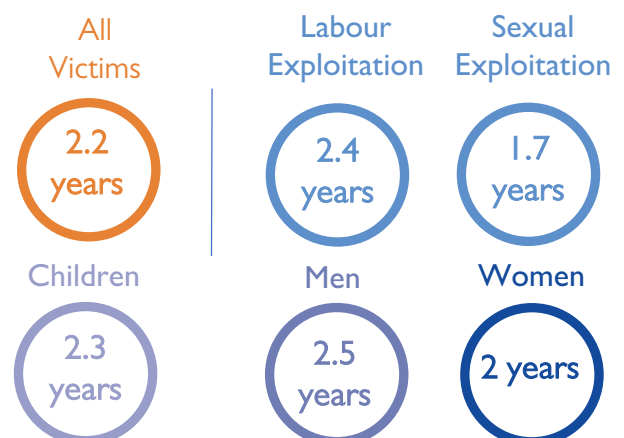 All
Victims
2.2
years
Labour
Exploitation
2.4
years
Sexual
Exploitation
1.7
years
Children
2.3
years
Men
2.5
years
Women
2 years